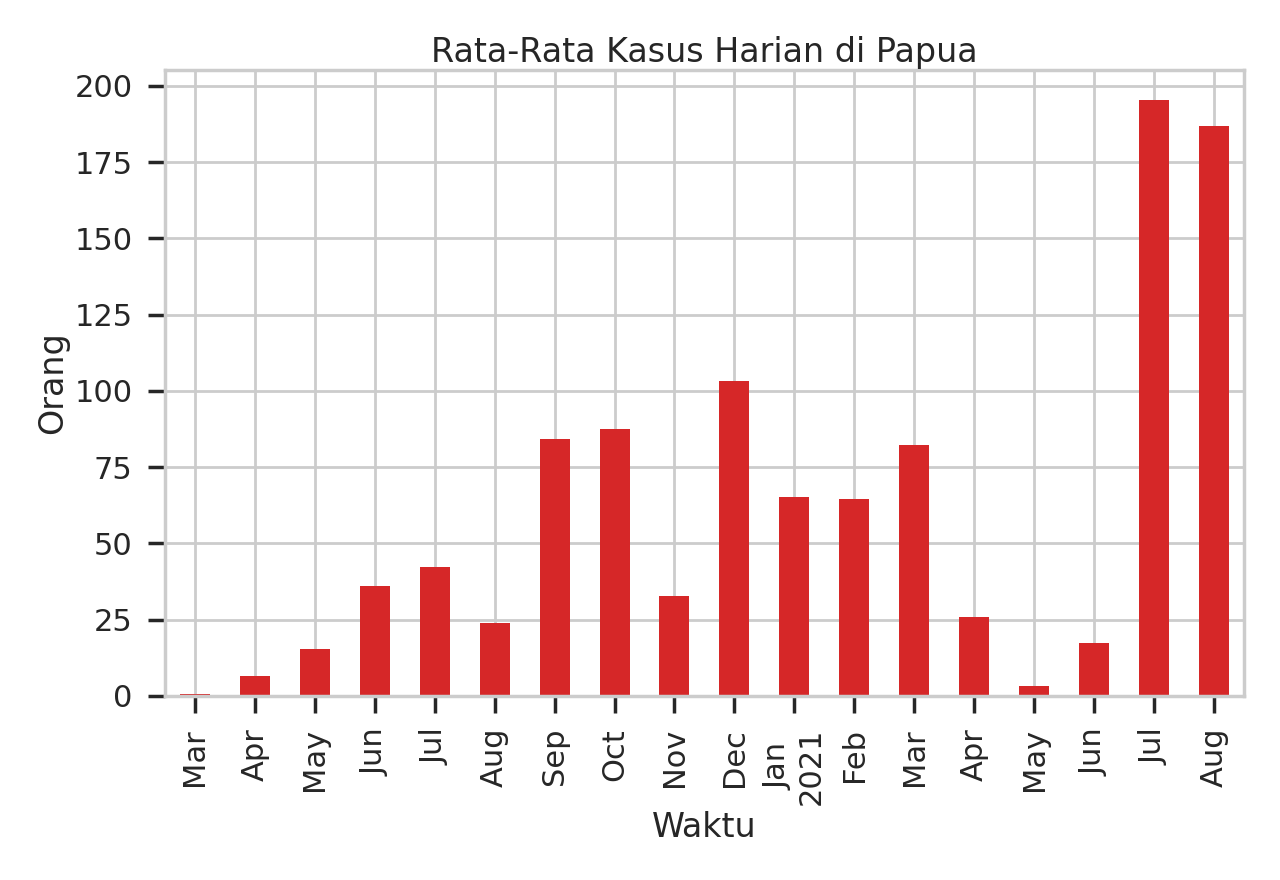 Rata-Rata Kasus Harian di Papua
200
175
150
125
100
75
50
25
0
Orang
Mar
Apr
May
Jun
Jul
Aug
Sep
Oct
Nov
Dec
Jan
2021
Feb
Mar
Apr
May
Jun
Jul
Aug
Waktu